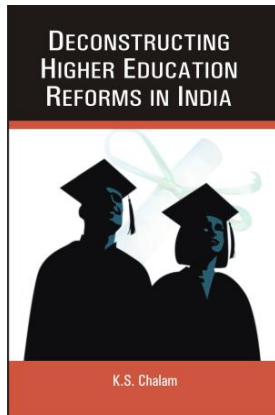 DECONSTRUCTING
HIGHER EDUCATION
REFORMS IN INDIA
K.S. Chalam